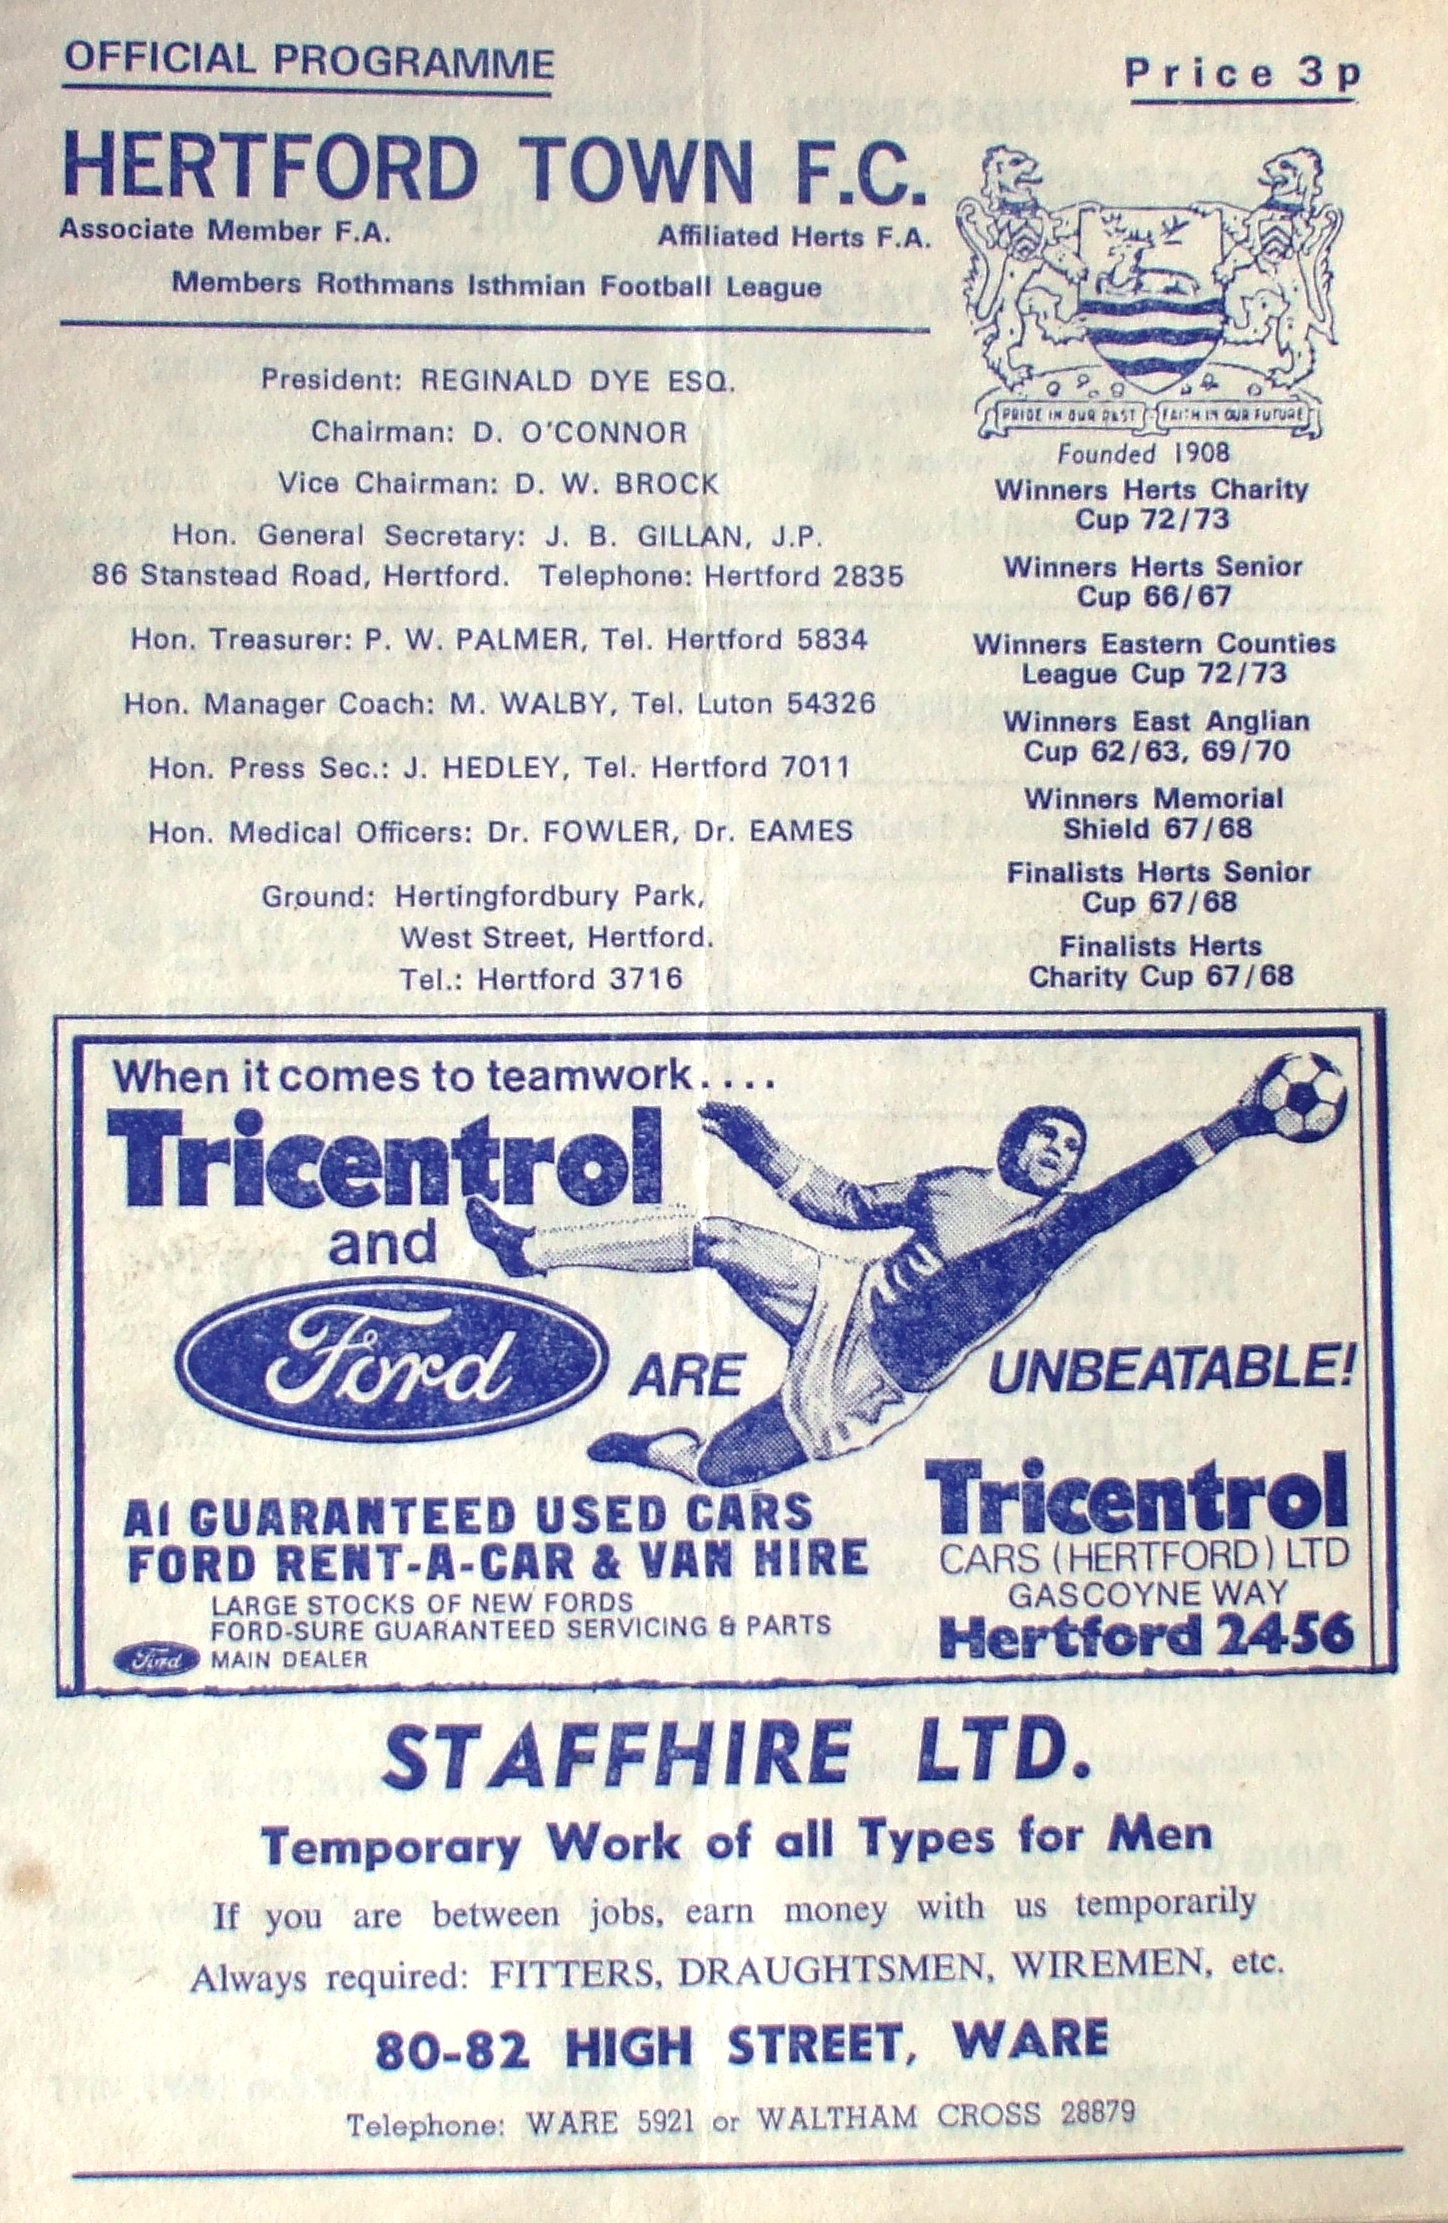 OFFICIAL PROGRAMME
Price 3p
HERTFORD TOWN F.C.
Associate Member F.A.
Affiliated Herts F.A.
Members Rothmans Isthmian Football League
President: REGINALD DYE ESQ.
Chairman: D. O'CONNOR
Vice Chairman: D. W. BROCK
Hon. General Secretary: J. B. GILLAN, J.P.
86 Stanstead Road, Hertford. Telephone: Hertford 2835
Hon. Treasurer: P. W. PALMER, Tel. Hertford 5834
Hon. Manager Coach: M. WALBY, Tel. Luton 54326
Hon. Press Sec.: J. HEDLEY, Tel. Hertford 7011
Hon. Medical Officers: Dr. FOWLER, Dr. EAMES
Ground: Hertingfordbury Park,
West Street, Hertford.
Tel.: Hertford 3716
PRIDE IN OUR PAST FAITH IN OUR FUTURE
Founded 1908
Winners Herts Charity
Cup 72/73
Winners Herts Senior
Cup 66/67
Winners Eastern Counties
League Cup 72/73
Winners East Anglian
Cup 62/63, 69/70
Winners Memorial
Shield 67/68
Finalists Herts Senior
Cup 67/68
Finalists Herts
Charity Cup 67/68
When it comes to teamwork....
Tricentrol
and
Ford ARE UNBEATABLE!
A1 GUARANTEED USED CARS
FORD RENT-A-CAR & VAN HIRE
LARGE STOCKS OF NEW FORDS
FORD-SURE GUARANTEED SERVICING & PARTS
Ford MAIN DEALER
Tricentrol
CARS (HERTFORD) LTD
GASCOYNE WAY
Hertford 2456
STAFFHIRE LTD.
Temporary Work of all Types for Men
If you are between jobs, earn money with us temporarily
Always required: FITTERS, DRAUGHTSMEN, WIREMEN, etc.
80-82 HIGH STREET, WARE
Telephone: WARE 5921 or WALTHAM CROSS 28879